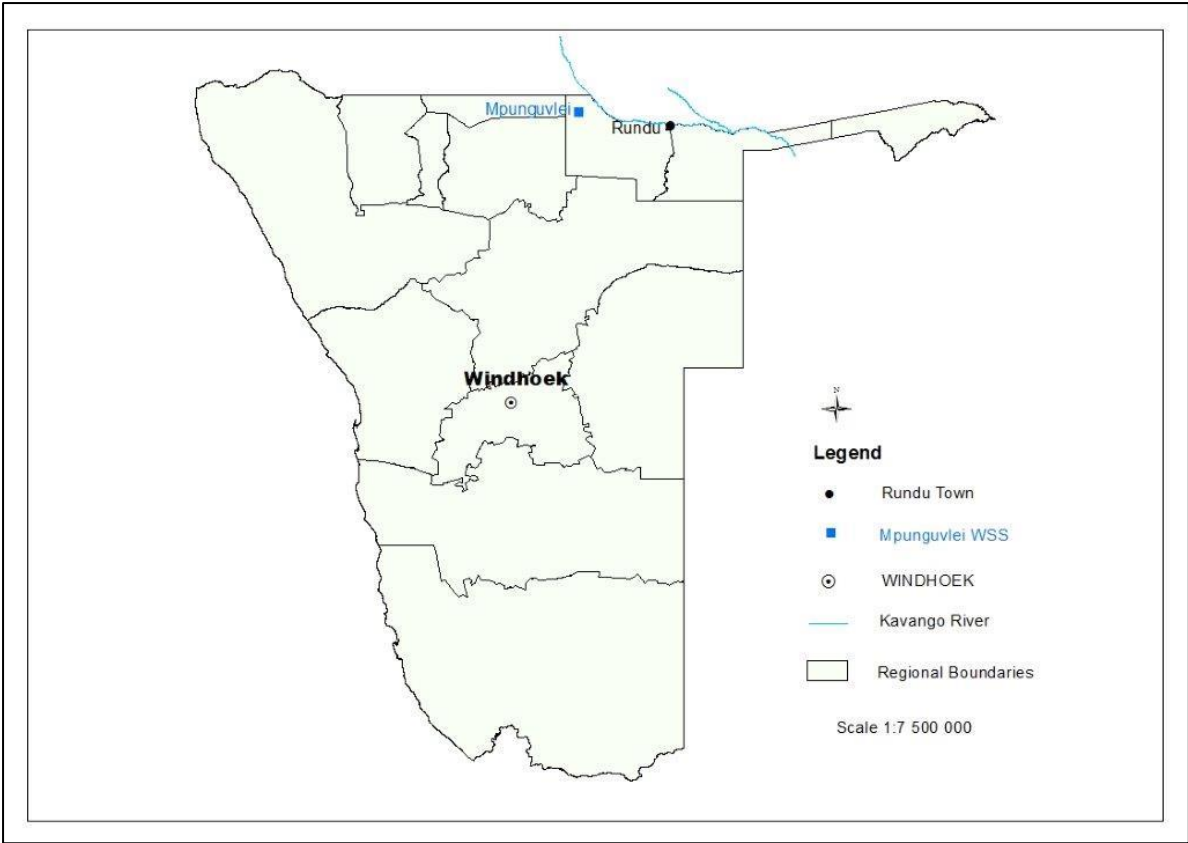 Mpunguvlei
Rundu
Windhoek
N
Legend
Rundu Town
Mpunguvlei WSS
WINDHOEK
Kavango River
Regional Boundaries
Scale 1:7 500 000